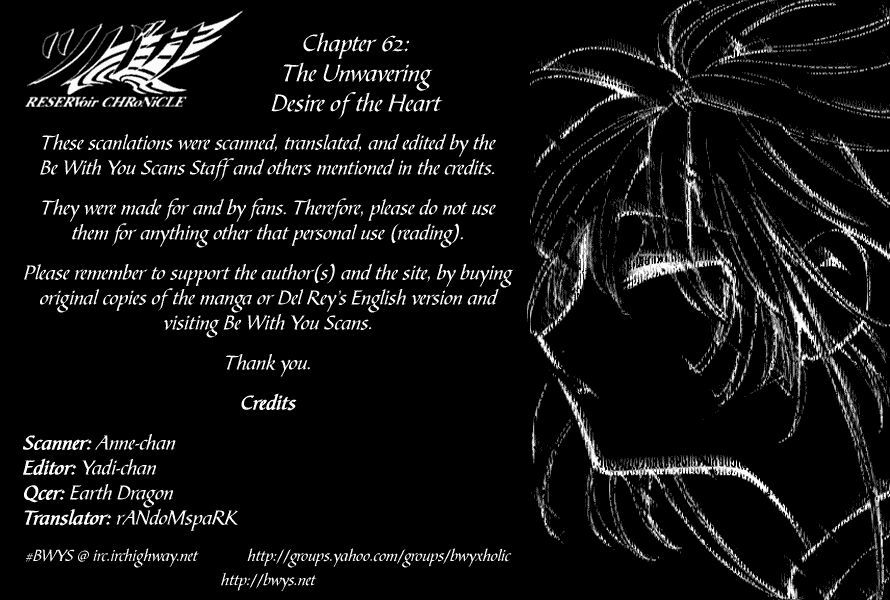 ツバサ
RESERVoir CHRoNiCLE
Chapter 62:
The Unwavering
Desire of the Heart
These scanlations were scanned, translated, and edited by the
Be With You Scans Staff and others mentioned in the credits.
They were made for and by fans. Therefore, please do not use
them for anything other that personal use (reading).
Please remember to support the author(s) and the site, by buying
original copies of the manga or Del Rey's English version and
visiting Be With You Scans.
Thank you.
Credits
Scanner: Anne-chan
Editor: Yadi-chan
Qcer: Earth Dragon
Translator: rANdoMspaRK
#BWYS @ irc.irchighway.net
http://groups.yahoo.com/groups/bwyxholic
http://bwys.net